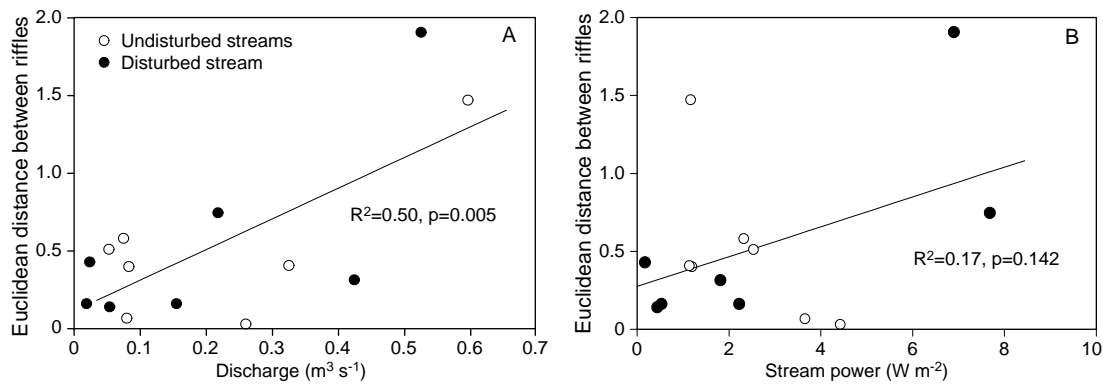 2.0
1.5
1.0
0.5
0
Euclidean distance between riffles
Undisturbed streams
Disturbed stream
A
R²=0.50, p=0.005
0 0.1 0.2 0.3 0.4 0.5 0.6 0.7
Discharge (m³ s⁻¹)
2.0
1.5
1.0
0.5
0
Euclidean distance between riffles
B
R²=0.17, p=0.142
0 2 4 6 8 10
Stream power (W m⁻²)